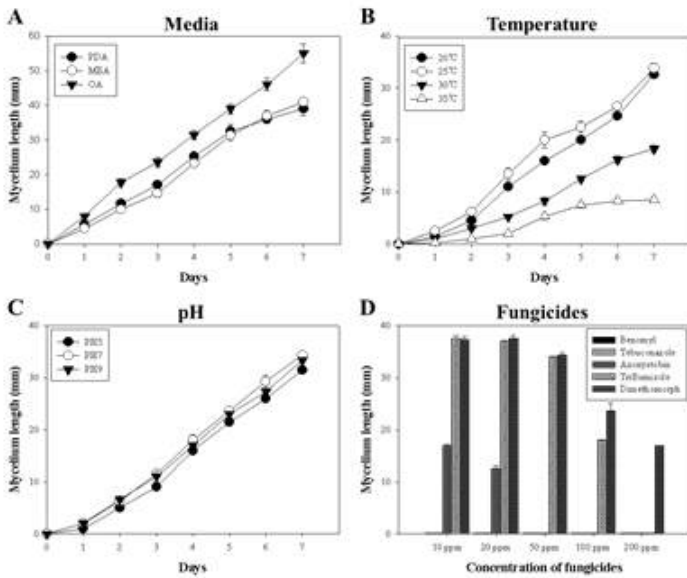 A
Media
60
50
40
30
20
10
0
Mycelium length (mm)
PDA
MEA
OA
0 1 2 3 4 5 6 7
Days
B
Temperature
40
30
20
10
0
Mycelium length (mm)
20℃
25℃
30℃
35℃
0 1 2 3 4 5 6 7
Days
C
pH
40
30
20
10
0
Mycelium length (mm)
PH5
PH7
PH9
0 1 2 3 4 5 6 7
Days
D
Fungicides
40
30
20
10
0
Mycelium length (mm)
Benomyl
Tebuconazole
Azoxystobin
Triflumizole
Dimethomorph
10 ppm 20 ppm 50 ppm 100 ppm 200 ppm
Concentration of fungicides